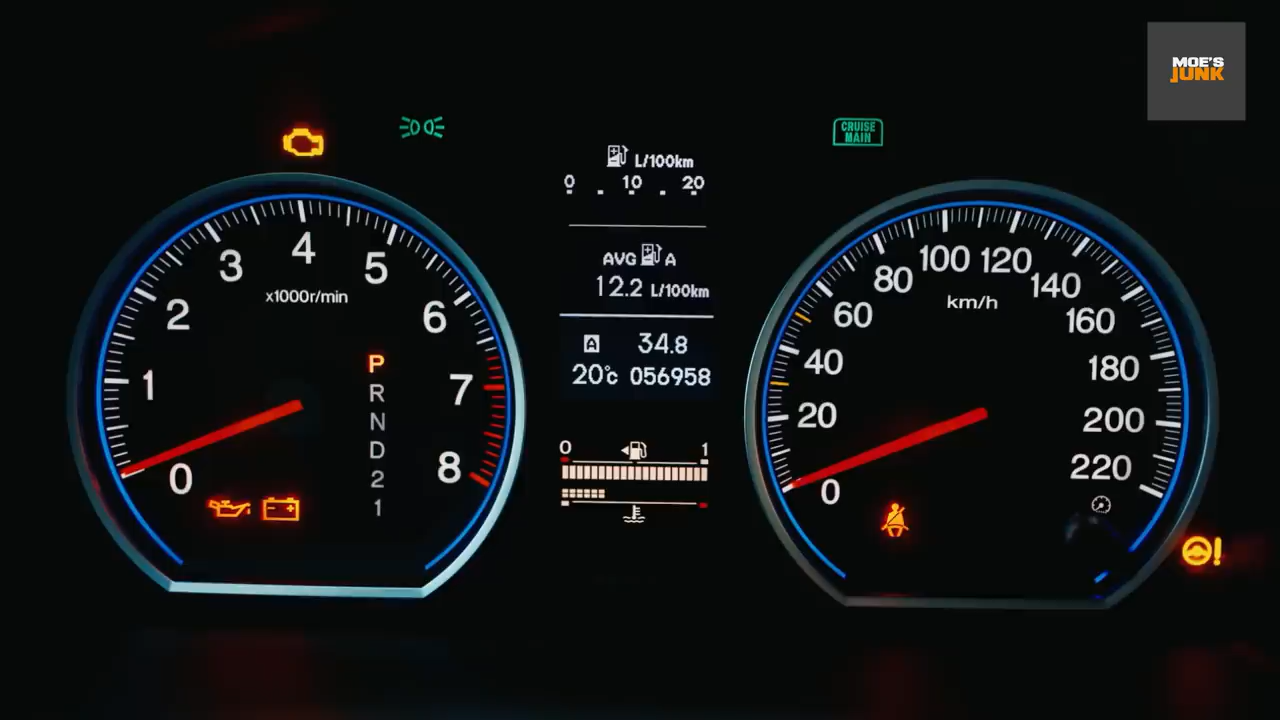 MOE'S
JUNK
CRUISE
MAIN
L/100km
0 . 10 . 20
AVG A
12.2 L/100km
A 34.8
20°c 056958
0 1
0
1
2
3
4
5
6
7
8
x1000r/min
P
R
N
D
2
1
0
20
40
60
80
100
120
140
160
180
200
220
km/h